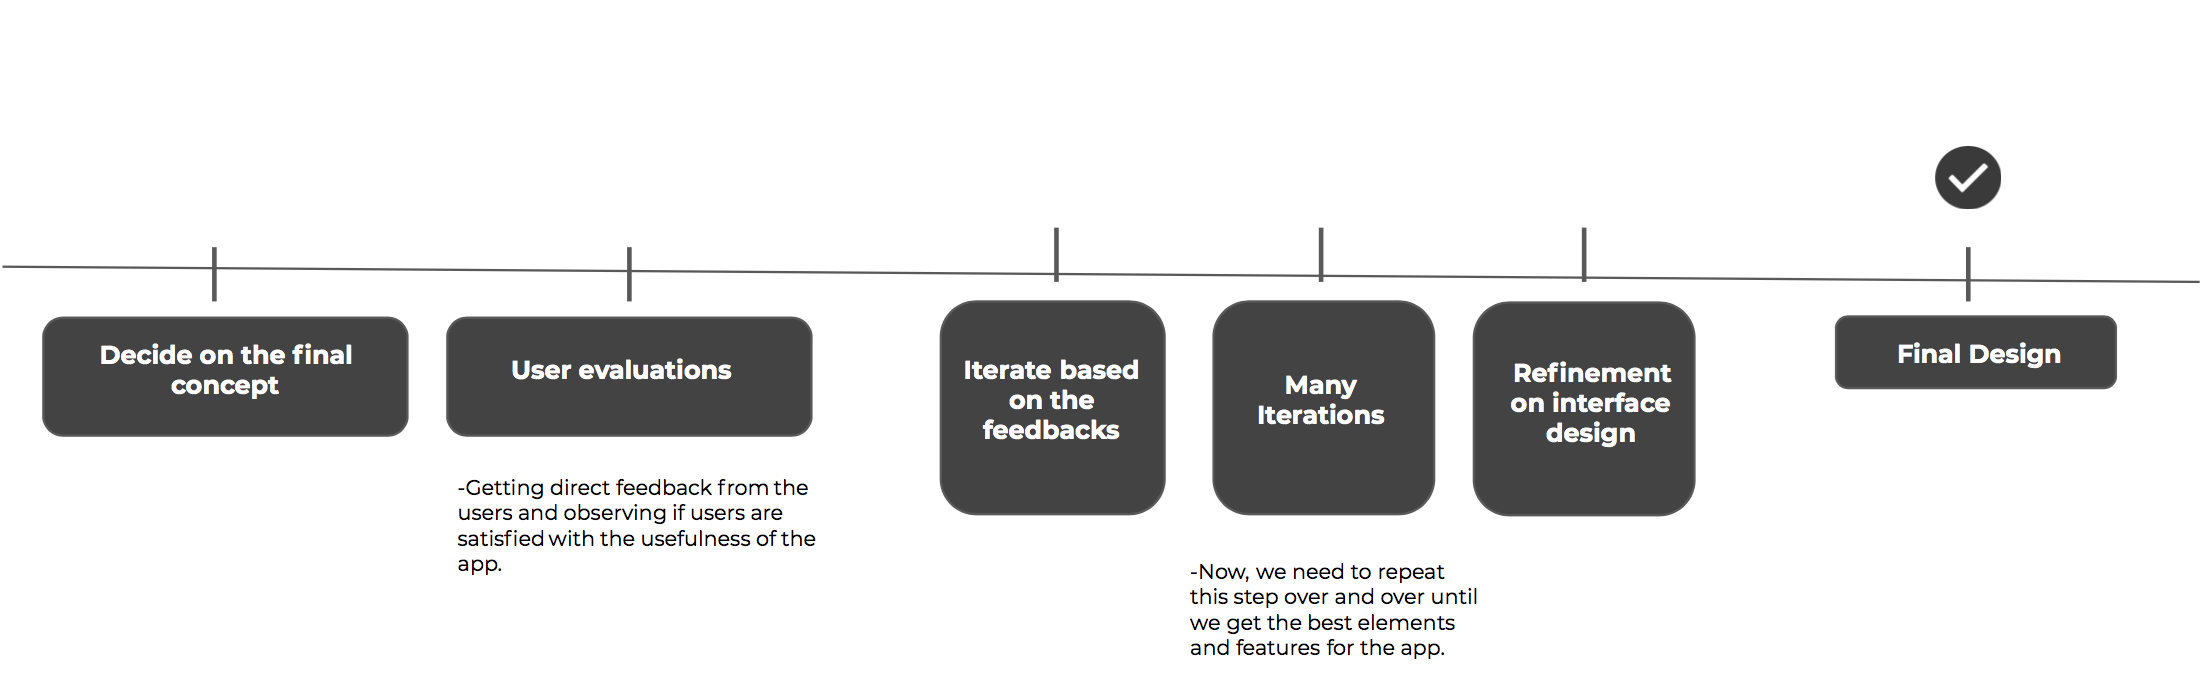 Decide on the final
concept
User evaluations
-Getting direct feedback from the
users and observing if users are
satisfied with the usefulness of the
app.
Iterate based
on the
feedbacks
Many
Iterations
-Now, we need to repeat
this step over and over until
we get the best elements
and features for the app.
Refinement
on interface
design
Final Design